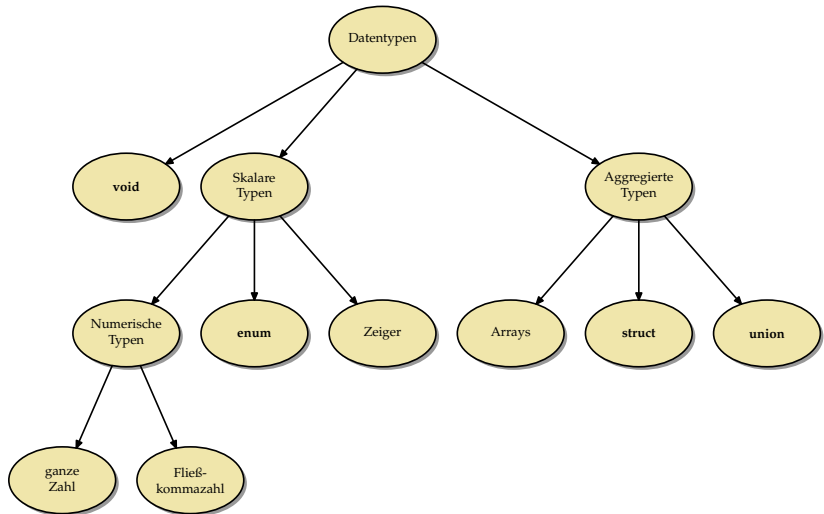 Datentypen
void
Skalare
Typen
Aggregierte
Typen
Numerische
Typen
enum
Zeiger
Arrays
struct
union
ganze
Zahl
Fließ-
kommazahl